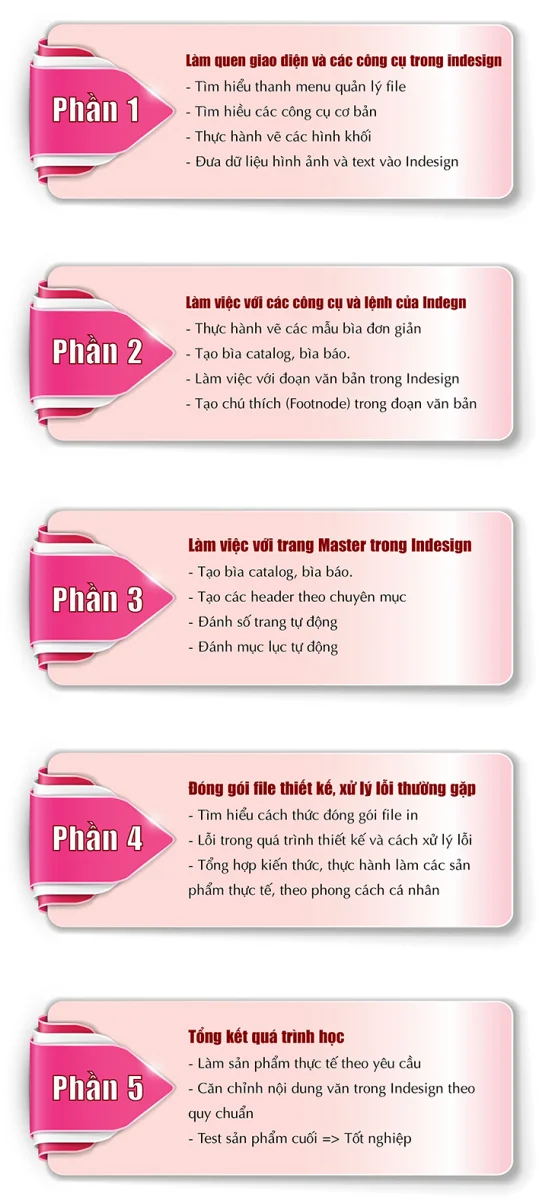 Phần 1
Làm quen giao diện và các công cụ trong indesign
- Tìm hiểu thanh menu quản lý file
- Tìm hiều các công cụ cơ bản
- Thực hành vẽ các hình khối
- Đưa dữ liệu hình ảnh và text vào Indesign
Phần 2
Làm việc với các công cụ và lệnh của Indegn
- Thực hành vẽ các mẫu bìa đơn giản
- Tạo bìa catalog, bìa báo.
- Làm việc với đoạn văn bản trong Indesign
- Tạo chú thích (Footnode) trong đoạn văn bản
Phần 3
Làm việc với trang Master trong Indesign
- Tạo bìa catalog, bìa báo.
- Tạo các header theo chuyên mục
- Đánh số trang tự động
- Đánh mục lục tự động
Phần 4
Đóng gói file thiết kế, xử lý lỗi thường gặp
- Tìm hiểu cách thức đóng gói file in
- Lỗi trong quá trình thiết kế và cách xử lý lỗi
- Tổng hợp kiến thức, thực hành làm các sản
phẩm thực tế, theo phong cách cá nhân
Phần 5
Tổng kết quá trình học
- Làm sản phẩm thực tế theo yêu cầu
- Căn chỉnh nội dung văn trong Indesign theo
quy chuẩn
- Test sản phẩm cuối => Tốt nghiệp